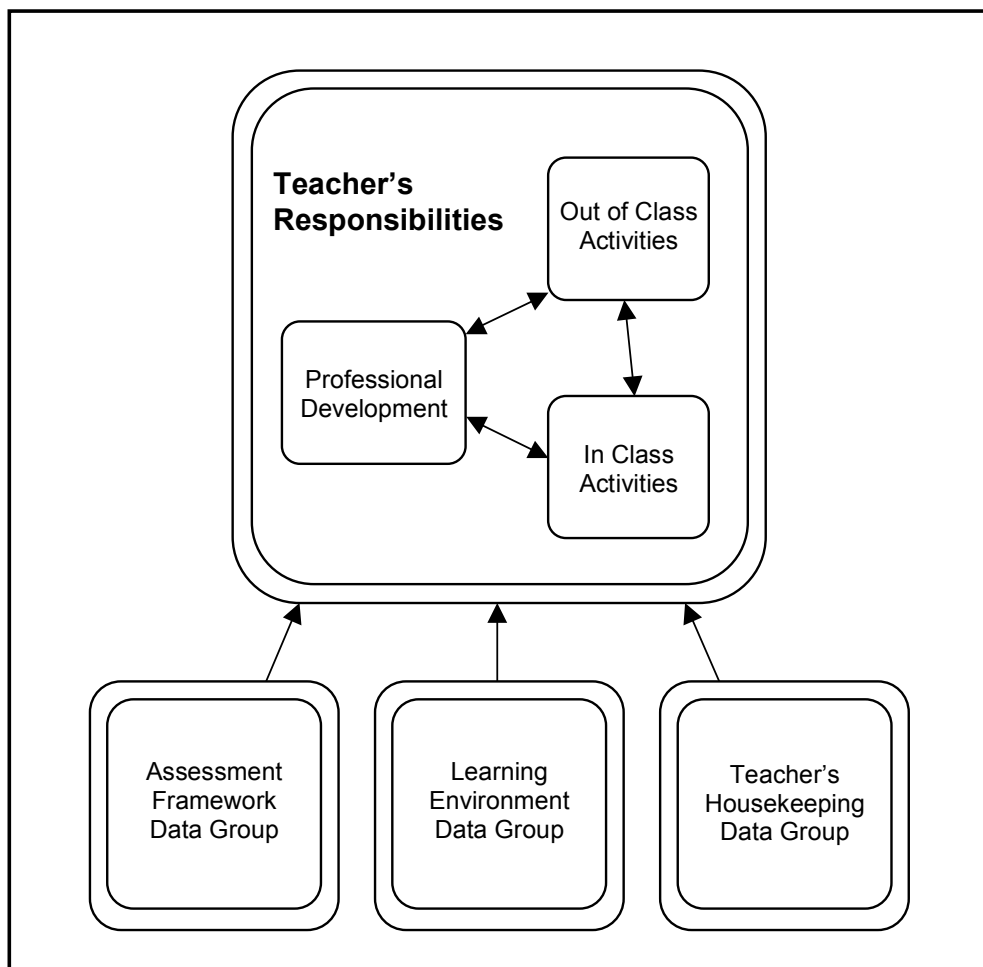 Teacher’s
Responsibilities
Out of Class
Activities
Professional
Development
In Class
Activities
Assessment
Framework
Data Group
Learning
Environment
Data Group
Teacher’s
Housekeeping
Data Group